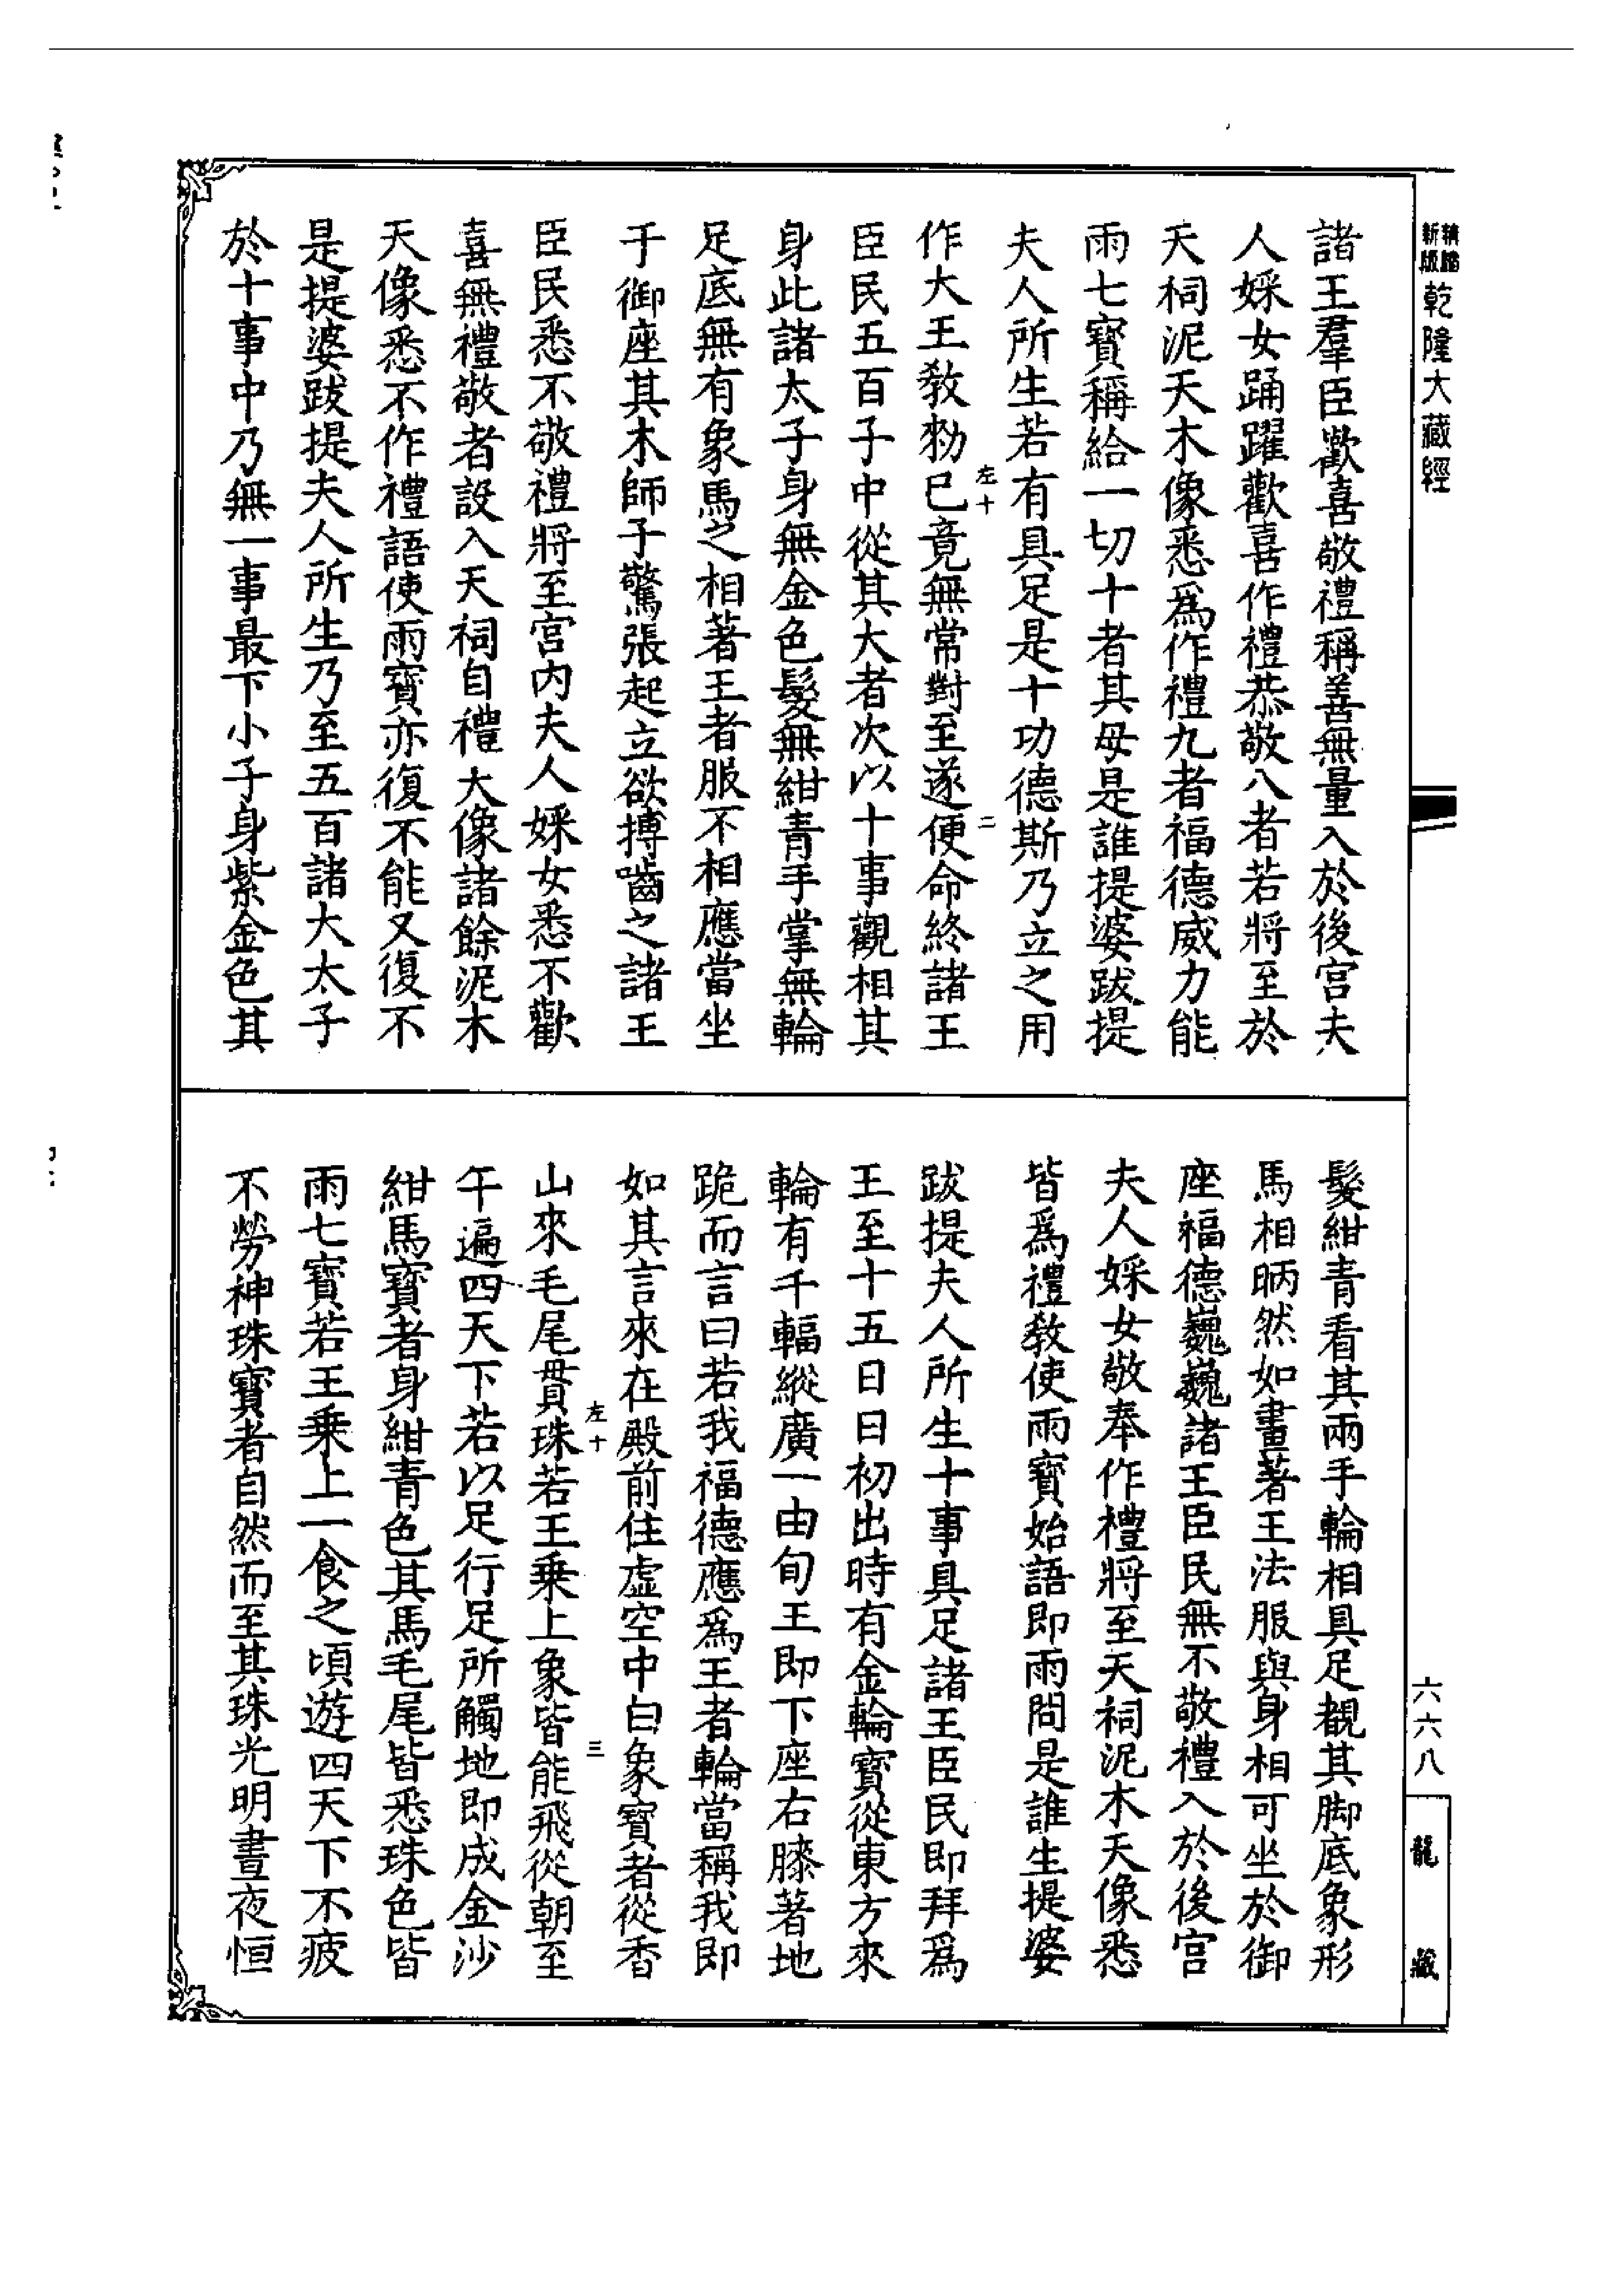 新版 乾隆大藏經
諸王羣臣歡喜敬禮稱善無量入於後宫夫
人婇女踊躍歡喜作禮恭敬八者若將至於
天祠泥天木像悉爲作禮九者福德威力能
雨七寶稱給一切十者其母是誰提婆跋提
夫人所生若有具足是十功德斯乃立之用
左十 二
作大王教勑已竟無常對至遂便命終諸王
臣民五百子中從其大者次以十事觀相其
身此諸太子身無金色髮無紺青手掌無輪
足底無有象馬之相著王者服不相應當坐
于御座其木師子驚張起立欲搏嚙之諸王
臣民悉不敬禮將至宫内夫人婇女悉不歡
喜無禮敬者設入天祠自禮大像諸餘泥木
天像悉不作禮語使雨寶亦復不能又復不
是提婆跋提夫人所生乃至五百諸大太子
於十事中乃無一事最下小子身紫金色其
髮紺青看其兩手輪相具足覩其脚底象形
馬相昞然如畫著王法服與身相可坐於御
座福德巍巍諸王臣民無不敬禮入於後宫
夫人婇女敬奉作禮將至天祠泥木天像悉
皆爲禮教使雨寶始語即雨問是誰生提婆
跋提夫人所生十事具足諸王臣民即拜爲
王至十五日日初出時有金輪寶從東方來
輪有千輻縱廣一由旬王即下座右膝著地
跪而言曰若我福德應爲王者輪當稱我即
如其言來在殿前住虚空中白象寶者從香
左十 三
山來毛尾貫珠若王乗上象皆能飛從朝至
午遍四天下若以足行足所觸地即成金沙
紺馬寶者身紺青色其馬毛尾皆悉珠色皆
雨七寶若王乗上一食之頃遊四天下不疲
不勞神珠寶者自然而至其珠光明晝夜恒
六六八
龍藏